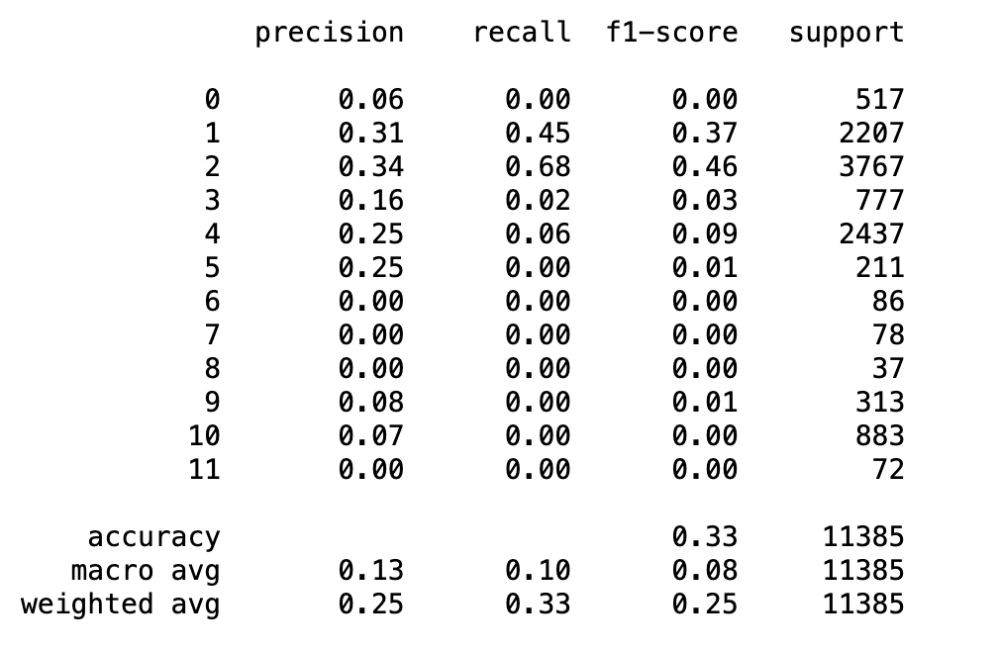 precision recall f1-score support
0 0.06 0.00 0.00 517
1 0.31 0.45 0.37 2207
2 0.34 0.68 0.46 3767
3 0.16 0.02 0.03 777
4 0.25 0.06 0.09 2437
5 0.25 0.00 0.01 211
6 0.00 0.00 0.00 86
7 0.00 0.00 0.00 78
8 0.00 0.00 0.00 37
9 0.08 0.00 0.01 313
10 0.07 0.00 0.00 883
11 0.00 0.00 0.00 72
accuracy 0.33 11385
macro avg 0.13 0.10 0.08 11385
weighted avg 0.25 0.33 0.25 11385